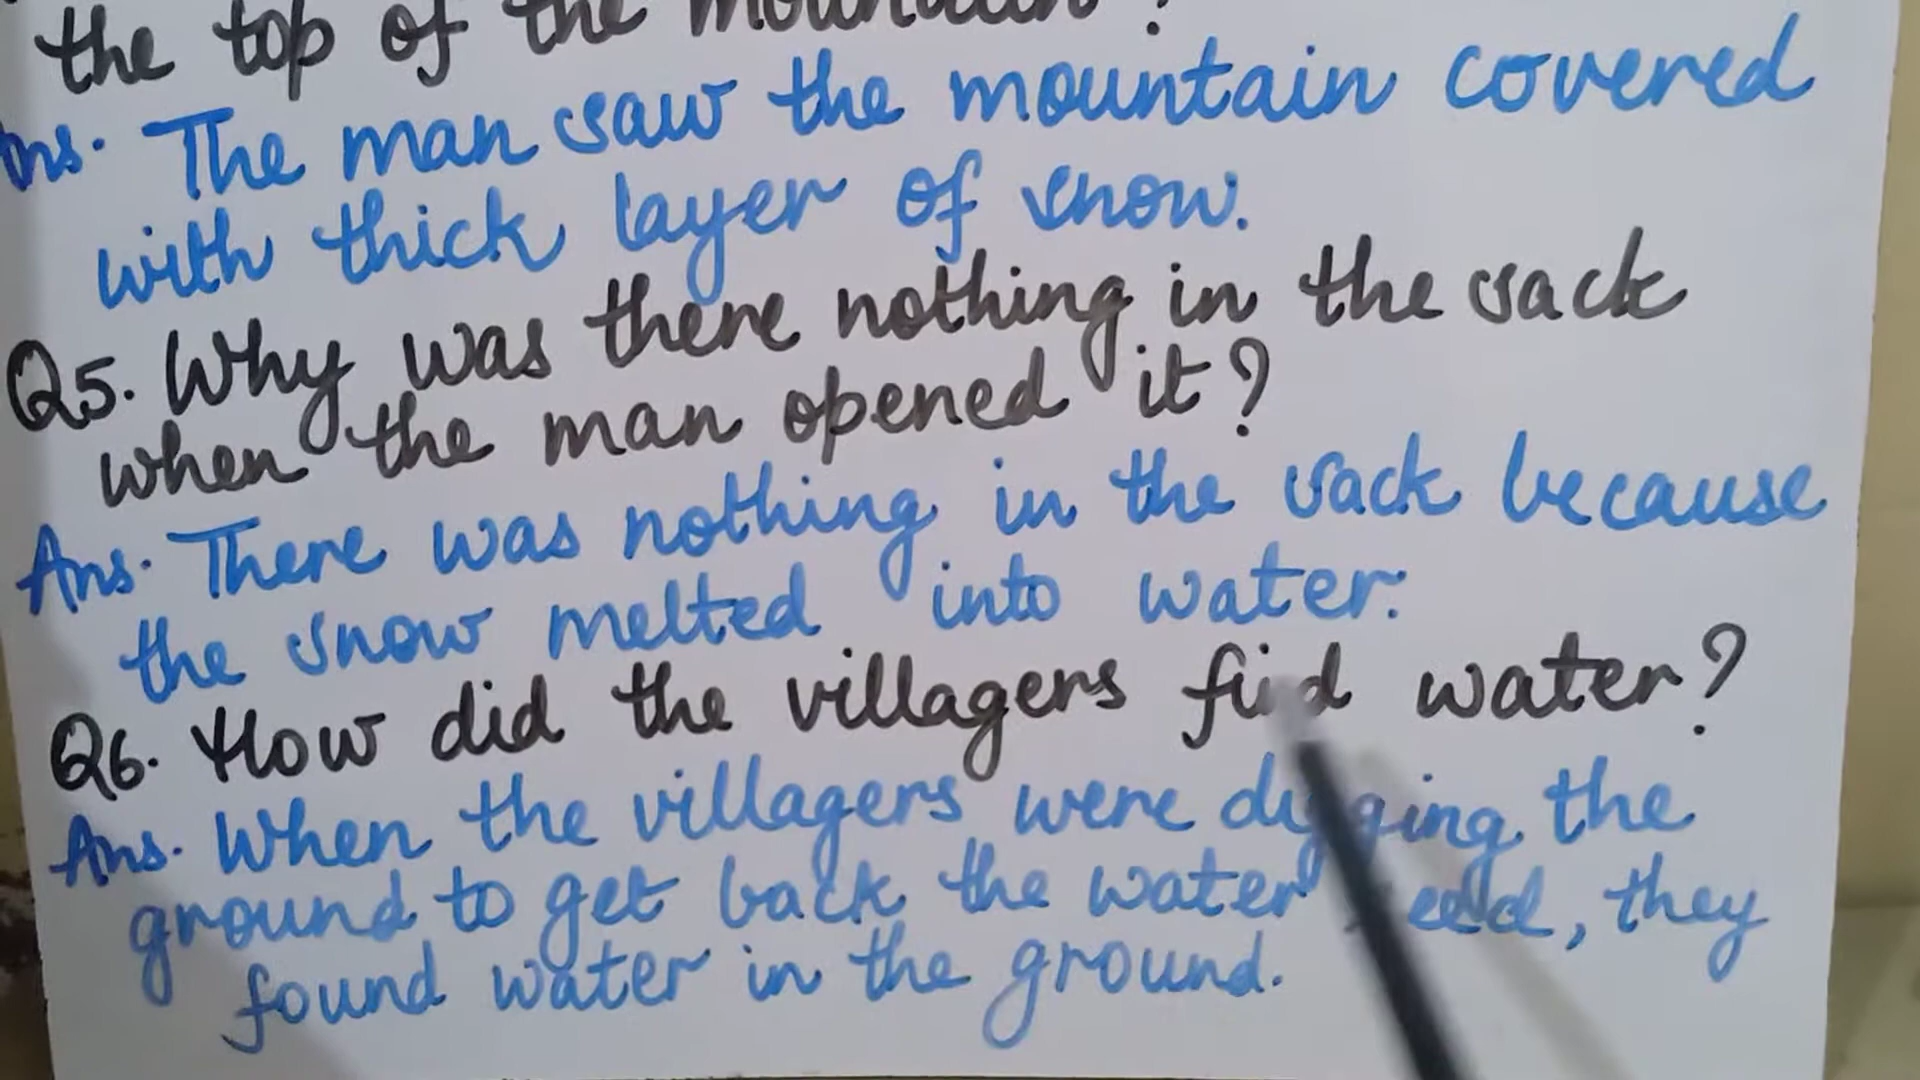 the top of the mountain?
Ans. The man saw the mountain covered
with thick layer of snow.
Q5. Why was there nothing in the sack
when the man opened it?
Ans. There was nothing in the sack because
the snow melted into water.
Q6. How did the villagers find water?
Ans. When the villagers were digging the
ground to get back the water seed, they
found water in the ground.